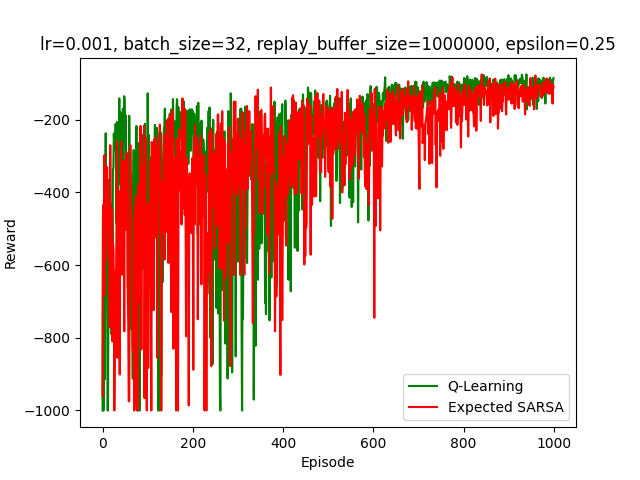 lr=0.001, batch_size=32, replay_buffer_size=1000000, epsilon=0.25
−200
−400
−600
−800
−1000
Reward
0
200
400
600
800
1000
Episode
Q-Learning
Expected SARSA